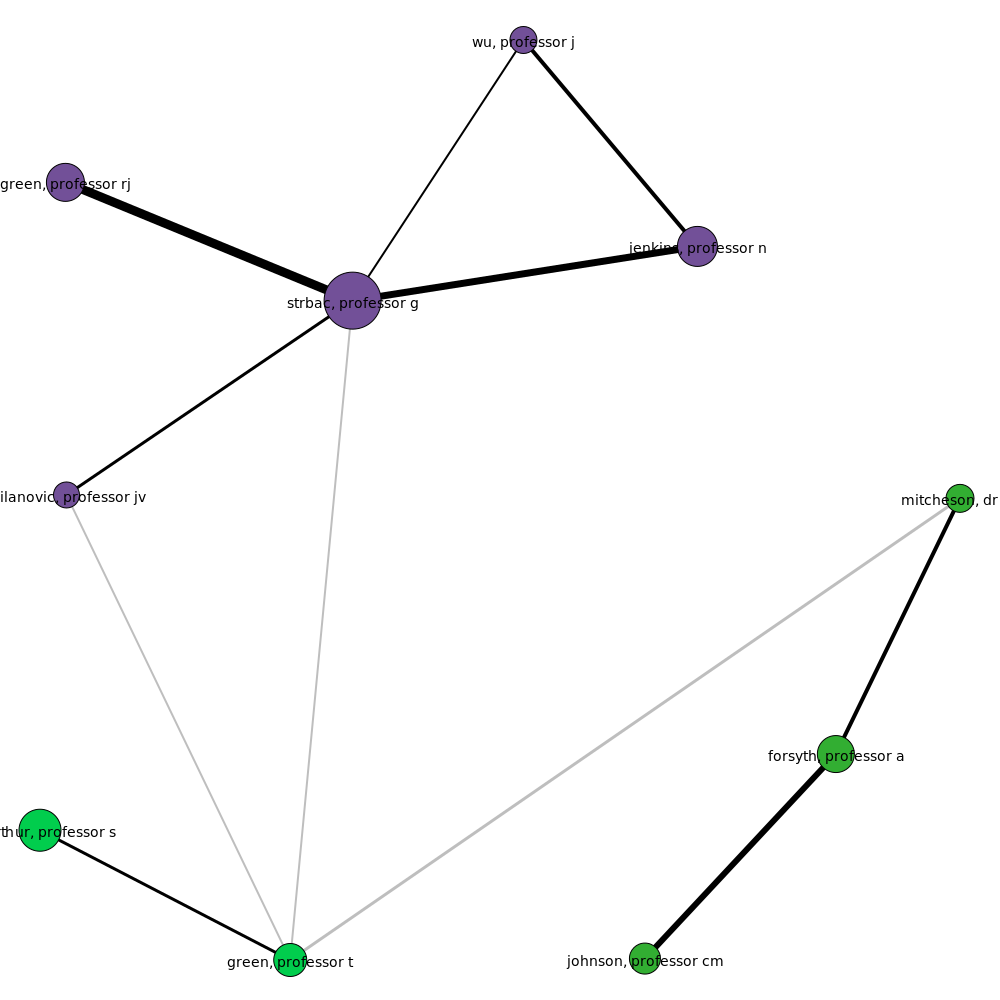 wu, professor j
green, professor rj
jenkins, professor n
strbac, professor g
ilanovic, professor jv
mitcheson, dr
forsyth, professor a
thur, professor s
green, professor t
johnson, professor cm